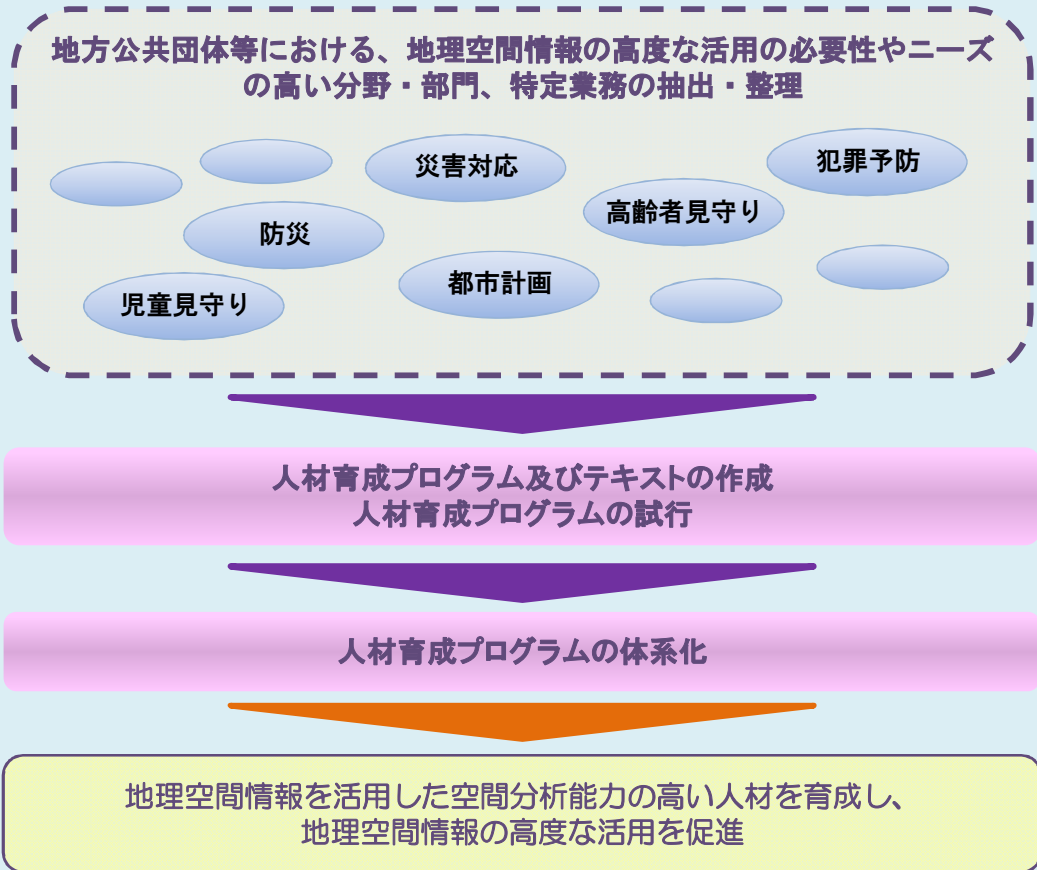 地方公共団体等における、地理空間情報の高度な活用の必要性やニーズ
の高い分野・部門、特定業務の抽出・整理
災害対応
犯罪予防
高齢者見守り
防災
都市計画
児童見守り
人材育成プログラム及びテキストの作成
人材育成プログラムの試行
人材育成プログラムの体系化
地理空間情報を活用した空間分析能力の高い人材を育成し、
地理空間情報の高度な活用を促進